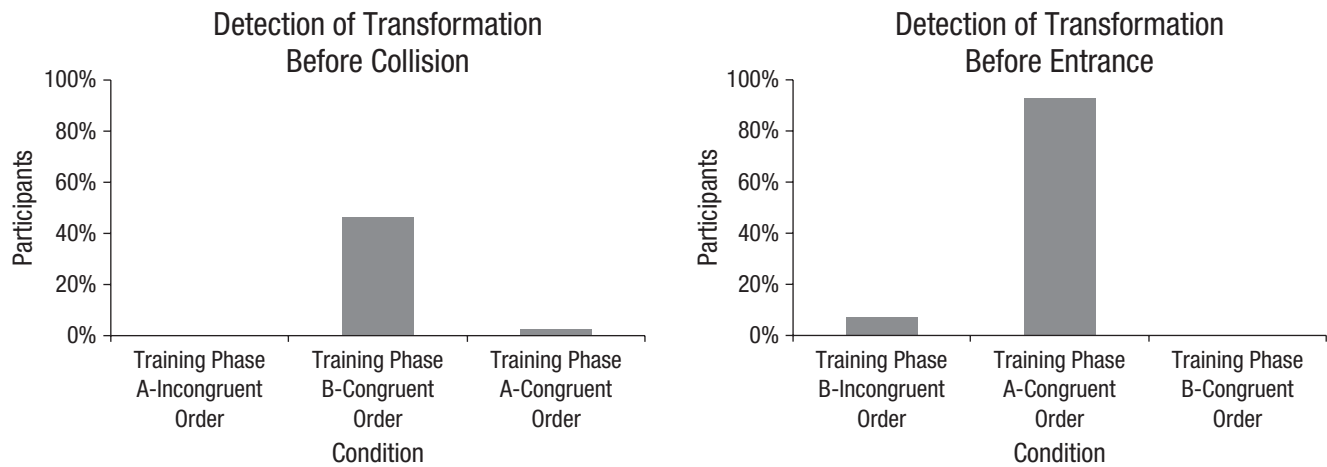 Detection of Transformation
Before Collision
100%
80%
60%
40%
20%
0%
Participants
Training Phase
A-Incongruent
Order
Training Phase
B-Congruent
Order
Training Phase
A-Congruent
Order
Condition
Detection of Transformation
Before Entrance
100%
80%
60%
40%
20%
0%
Participants
Training Phase
B-Incongruent
Order
Training Phase
A-Congruent
Order
Training Phase
B-Congruent
Order
Condition